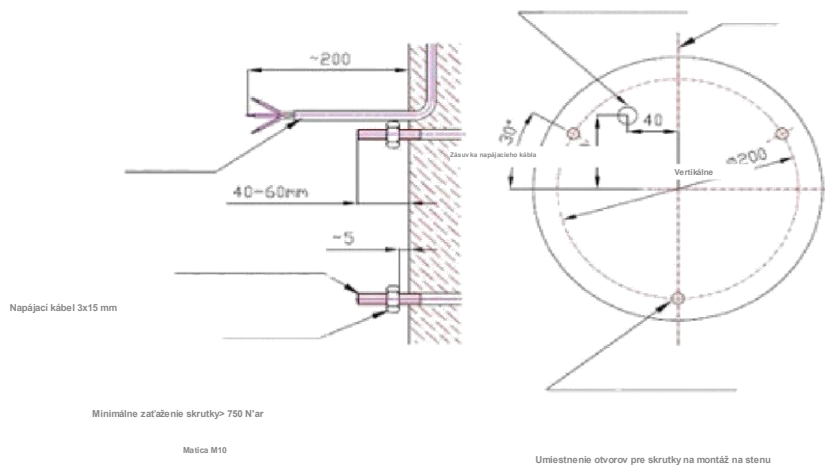 ~200
40
30°
Zásuvka napájacieho kábla
Vertikálne
ø200
40-60mm
~5
Napájací kábel 3x15 mm
Minimálne zaťaženie skrutky> 750 N'ar
Matica M10
Umiestnenie otvorov pre skrutky na montáž na stenu